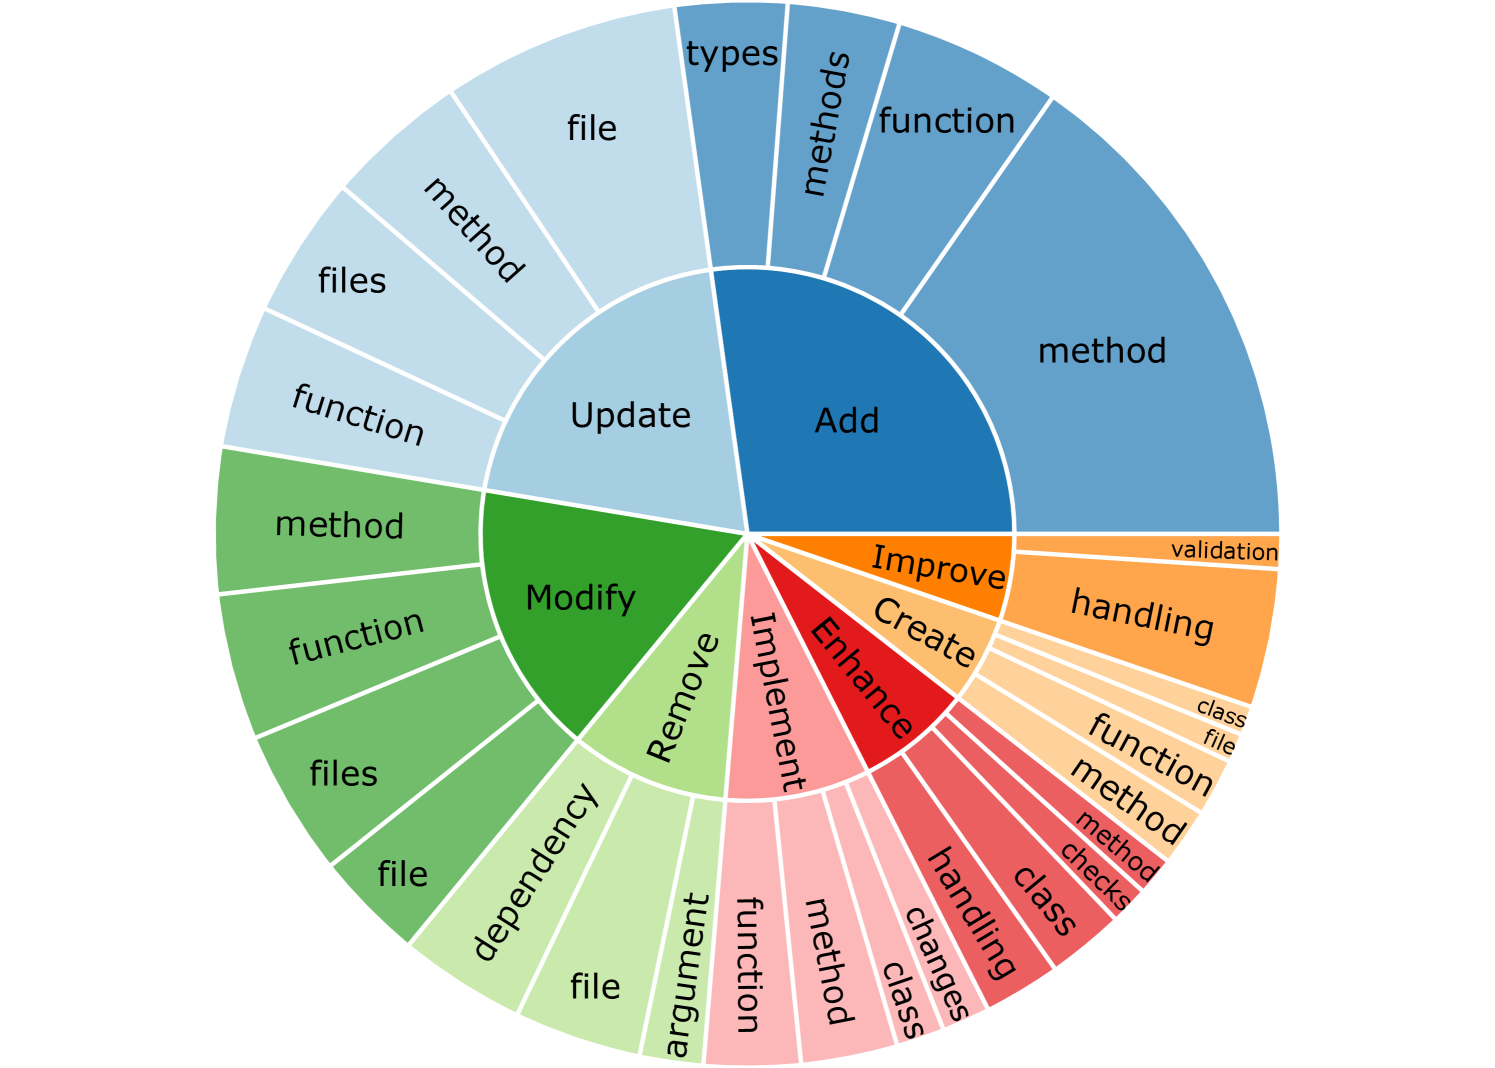 types
methods
function
method
file
method
files
function
Update
Add
method
function
files
file
Modify
Remove
Implement
Enhance
Create
Improve
validation
handling
class
file
function
method
method
checks
class
handling
changes
class
method
function
argument
file
dependency